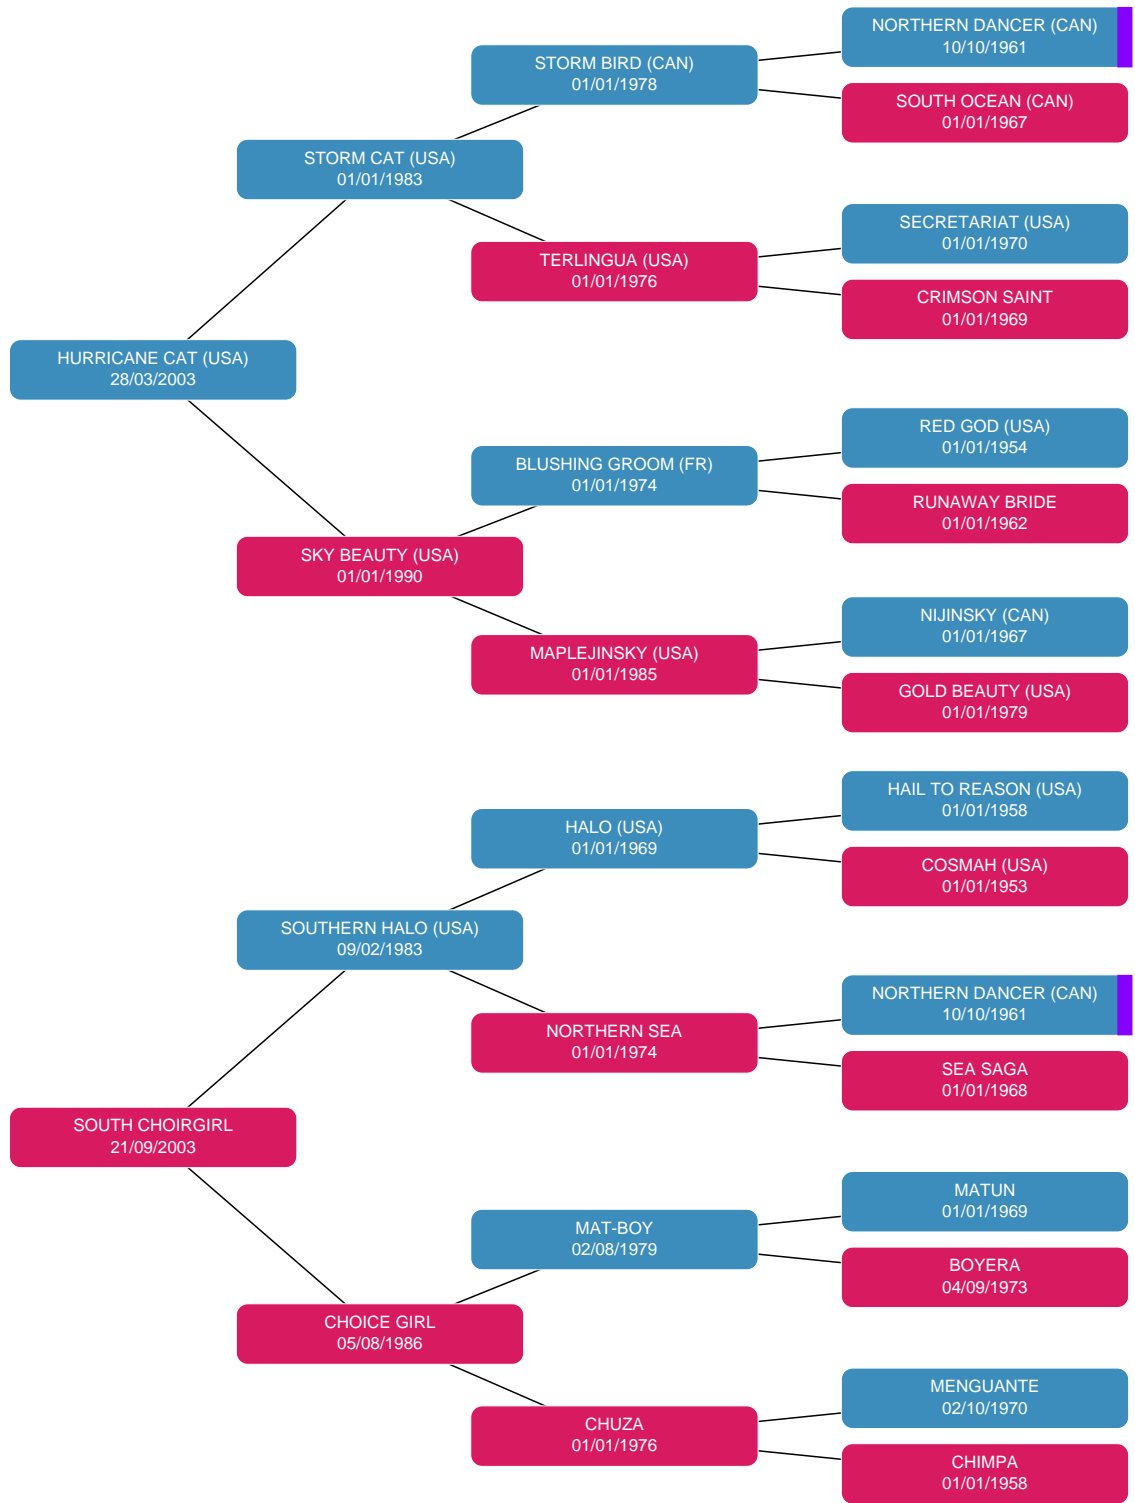 NORTHERN DANCER (CAN)
10/10/1961
STORM BIRD (CAN)
01/01/1978
SOUTH OCEAN (CAN)
01/01/1967
STORM CAT (USA)
01/01/1983
SECRETARIAT (USA)
01/01/1970
TERLINGUA (USA)
01/01/1976
CRIMSON SAINT
01/01/1969
HURRICANE CAT (USA)
28/03/2003
RED GOD (USA)
01/01/1954
BLUSHING GROOM (FR)
01/01/1974
RUNAWAY BRIDE
01/01/1962
SKY BEAUTY (USA)
01/01/1990
NIJINSKY (CAN)
01/01/1967
MAPLEJINSKY (USA)
01/01/1985
GOLD BEAUTY (USA)
01/01/1979
HAIL TO REASON (USA)
01/01/1958
HALO (USA)
01/01/1969
COSMAH (USA)
01/01/1953
SOUTHERN HALO (USA)
09/02/1983
NORTHERN DANCER (CAN)
10/10/1961
NORTHERN SEA
01/01/1974
SEA SAGA
01/01/1968
SOUTH CHOIRGIRL
21/09/2003
MATUN
01/01/1969
MAT-BOY
02/08/1979
BOYERA
04/09/1973
CHOICE GIRL
05/08/1986
MENGUANTE
02/10/1970
CHUZA
01/01/1976
CHIMPA
01/01/1958